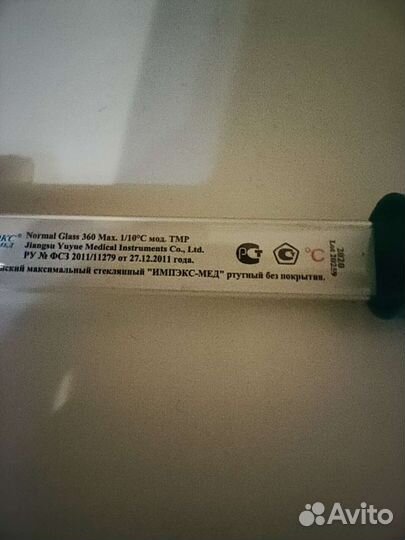 Normal Glass 360 Max. 1/10°C мод. TMP
Jiangsu Yuyue Medical Instruments Co., Ltd.
РУ № ФСЗ 2011/11279 от 27.12.2011 года.
максимальный стеклянный "ИМПЭКС-МЕД" ртутный без покрытия.
РСТ
°C
2020
Avito